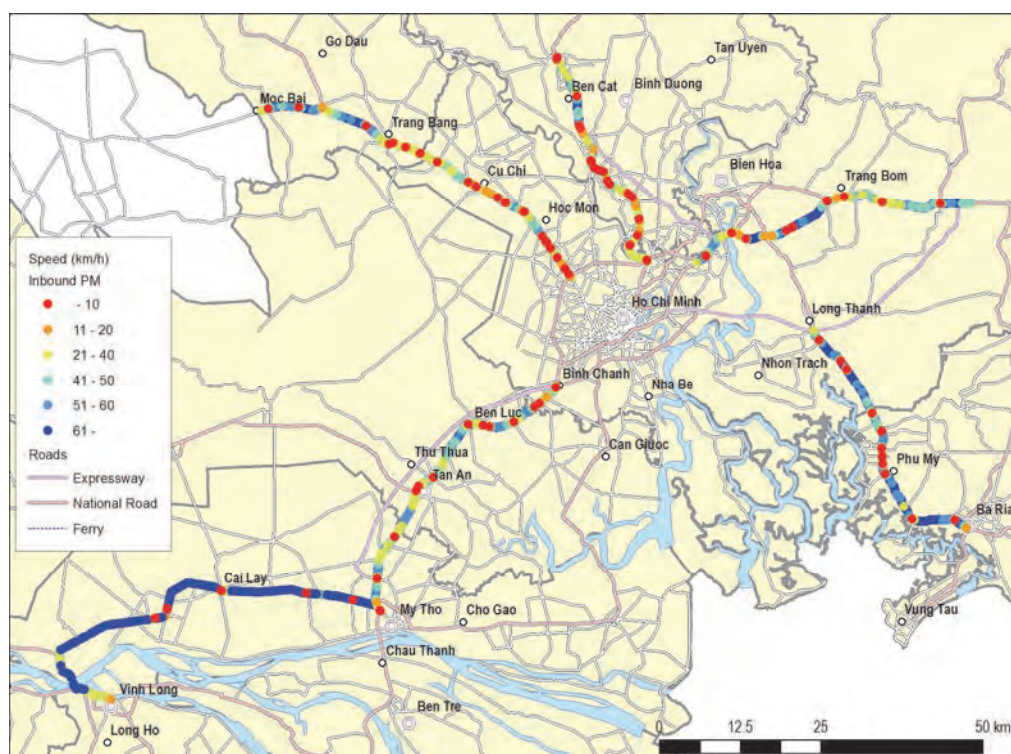 Go Dau
Tan Uyen
Ben Cat
Binh Duong
Moc Bai
Trang Bang
Cu Chi
Bien Hoa
Trang Bom
Hoc Mon
Speed (km/h)
Inbound PM
- 10
11 - 20
21 - 40
41 - 50
51 - 60
61 -
Roads
Expressway
National Road
Ferry
Ho Chi Minh
Long Thanh
Binh Chanh
Nhon Trach
Nha Be
Ben Luc
Can Giuoc
Thu Thua
Tan An
Phu My
Ba Ria
Cai Lay
My Tho
Cho Gao
Vung Tau
Chau Thanh
Vinh Long
Ben Tre
Long Ho
0 12.5 25 50 km